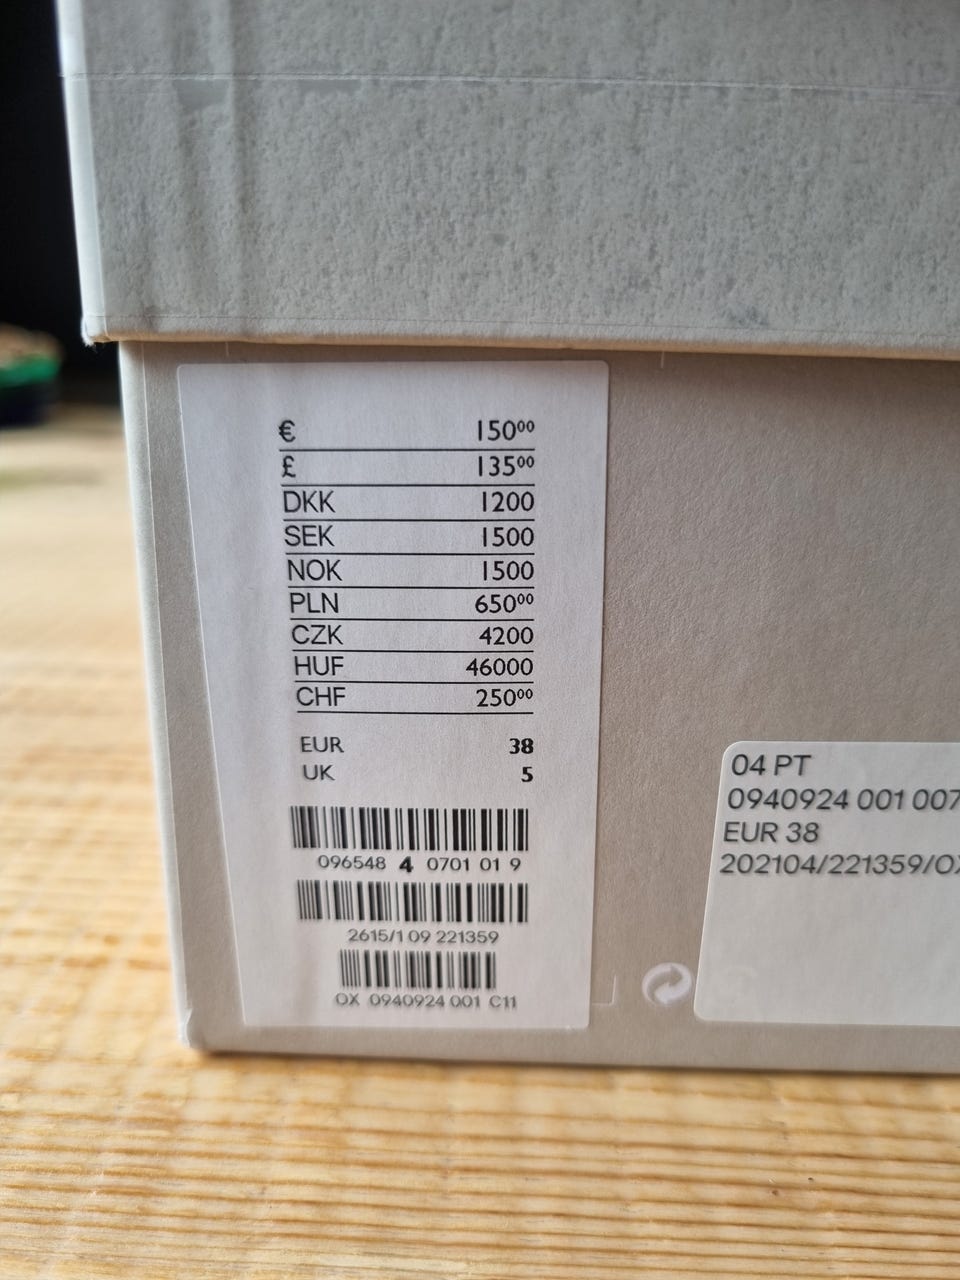 € 150⁰⁰
£ 135⁰⁰
DKK 1200
SEK 1500
NOK 1500
PLN 650⁰⁰
CZK 4200
HUF 46000
CHF 250⁰⁰
EUR 38
UK 5
096548 4 0701 01 9
2615/1 09 221359
OX 0940924 001 C11
04 PT
0940924 001 007
EUR 38
202104/221359/OX